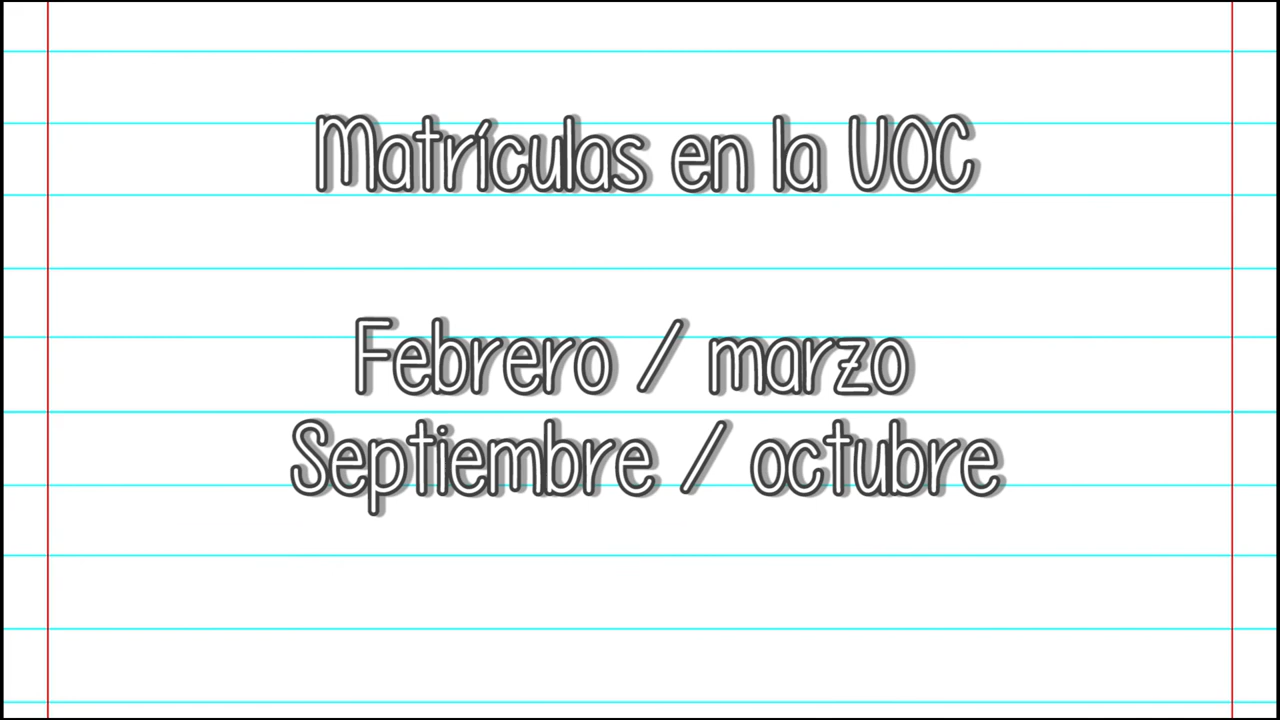 Matrículas en la UOC
Febrero / marzo
Septiembre / octubre